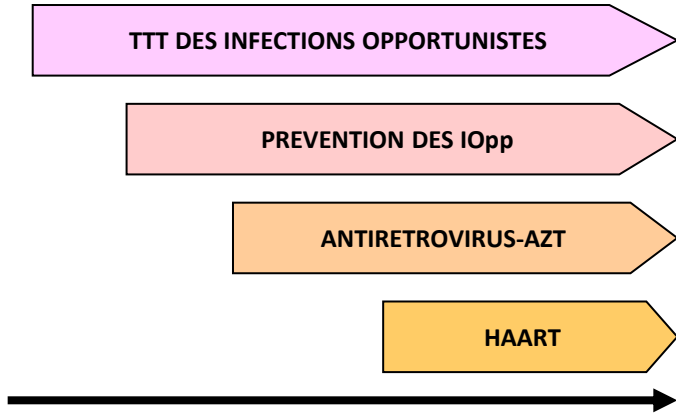 TTT DES INFECTIONS OPPORTUNISTES
PREVENTION DES IOpp
ANTIRETROVIRUS-AZT
HAART